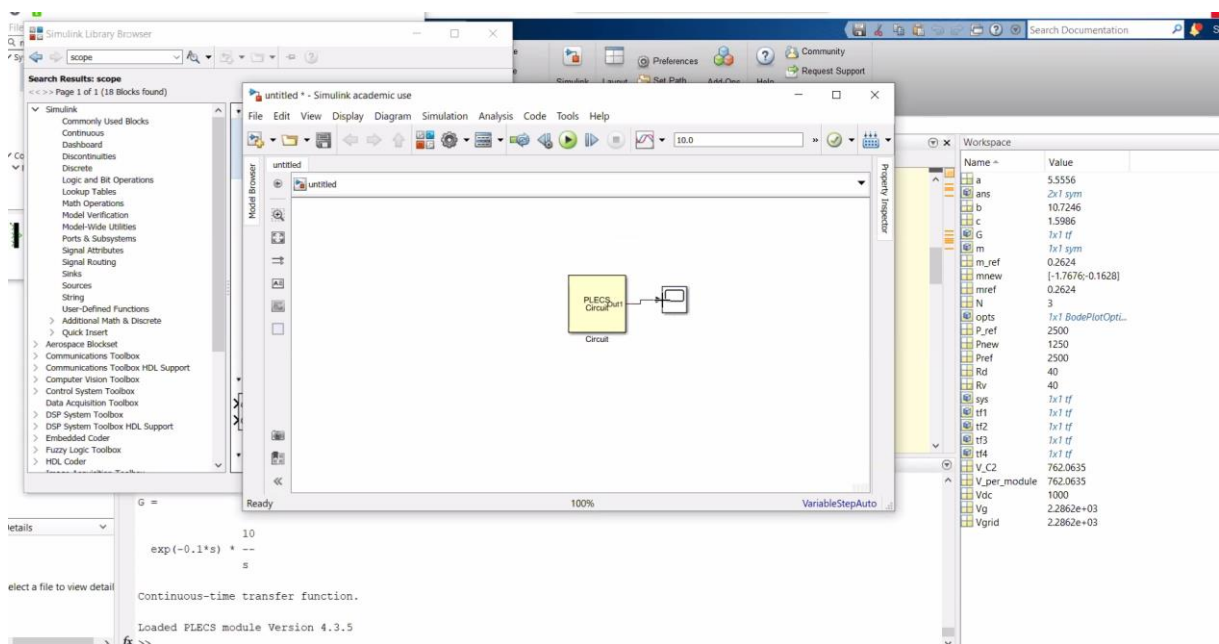 File
Simulink Library Browser
scope
Search Results: scope
<< >> Page 1 of 1 (18 Blocks found)
Simulink
Commonly Used Blocks
Continuous
Dashboard
Discontinuities
Discrete
Logic and Bit Operations
Lookup Tables
Math Operations
Model Verification
Model-Wide Utilities
Ports & Subsystems
Signal Attributes
Signal Routing
Sinks
Sources
String
User-Defined Functions
Additional Math & Discrete
Quick Insert
Aerospace Blockset
Communications Toolbox
Communications Toolbox HDL Support
Computer Vision Toolbox
Control System Toolbox
Data Acquisition Toolbox
DSP System Toolbox
DSP System Toolbox HDL Support
Embedded Coder
Fuzzy Logic Toolbox
HDL Coder
Search Documentation
Preferences
Community
Set Path
Request Support
Simulink Layout Add-Ons Help
untitled * - Simulink academic use
File Edit View Display Diagram Simulation Analysis Code Tools Help
10.0
untitled
untitled
Model Browser
Property Inspector
PLECS
Circuit
Out1
Circuit
Ready
100%
VariableStepAuto
Workspace
Name Value
a 5.5556
ans 2x1 sym
b 10.7246
c 1.5986
G 1x1 tf
m 1x1 sym
m_ref 0.2624
mnew [-1.7676;-0.1628]
mref 0.2624
N 3
opts 1x1 BodePlotOpti...
P_ref 2500
Pnew 1250
Pref 2500
Rd 40
Rv 40
sys 1x1 tf
tf1 1x1 tf
tf2 1x1 tf
tf3 1x1 tf
tf4 1x1 tf
V_C2 762.0635
V_per_module 762.0635
Vdc 1000
Vg 2.2862e+03
Vgrid 2.2862e+03
G =
10
exp(-0.1*s) * --
s
Continuous-time transfer function.
Loaded PLECS module Version 4.3.5
fx >>
etails
elect a file to view detail